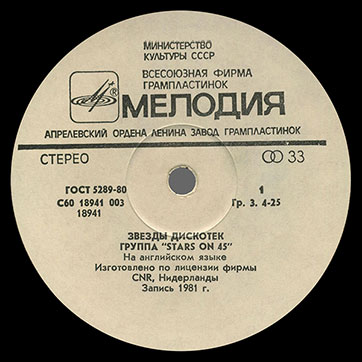 МИНИСТЕРСТВО
КУЛЬТУРЫ СССР
ВСЕСОЮЗНАЯ ФИРМА
ГРАМПЛАСТИНОК
МЕЛОДИЯ
АПРЕЛЕВСКИЙ ОРДЕНА ЛЕНИНА ЗАВОД ГРАМПЛАСТИНОК
СТЕРЕО 33
ГОСТ 5289-80 1
С60 18941 003 Гр. 3. 4-25
18941
ЗВЕЗДЫ ДИСКОТЕК
ГРУППА "STARS ON 45"
На английском языке
Изготовлено по лицензии фирмы
CNR, Нидерланды
Запись 1981 г.